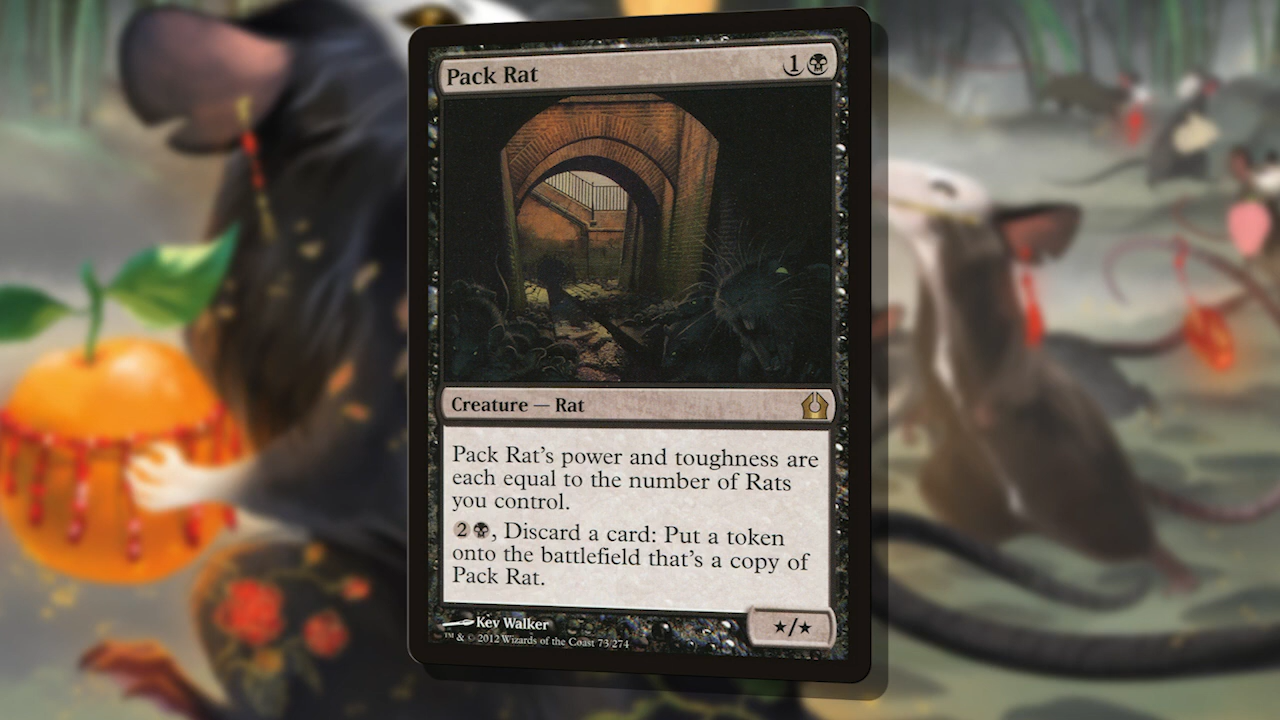 Pack Rat 1
Creature — Rat
Pack Rat's power and toughness are
each equal to the number of Rats
you control.
2, Discard a card: Put a token
onto the battlefield that's a copy of
Pack Rat.
Kev Walker
★/★
™ & © 2012 Wizards of the Coast 73/274